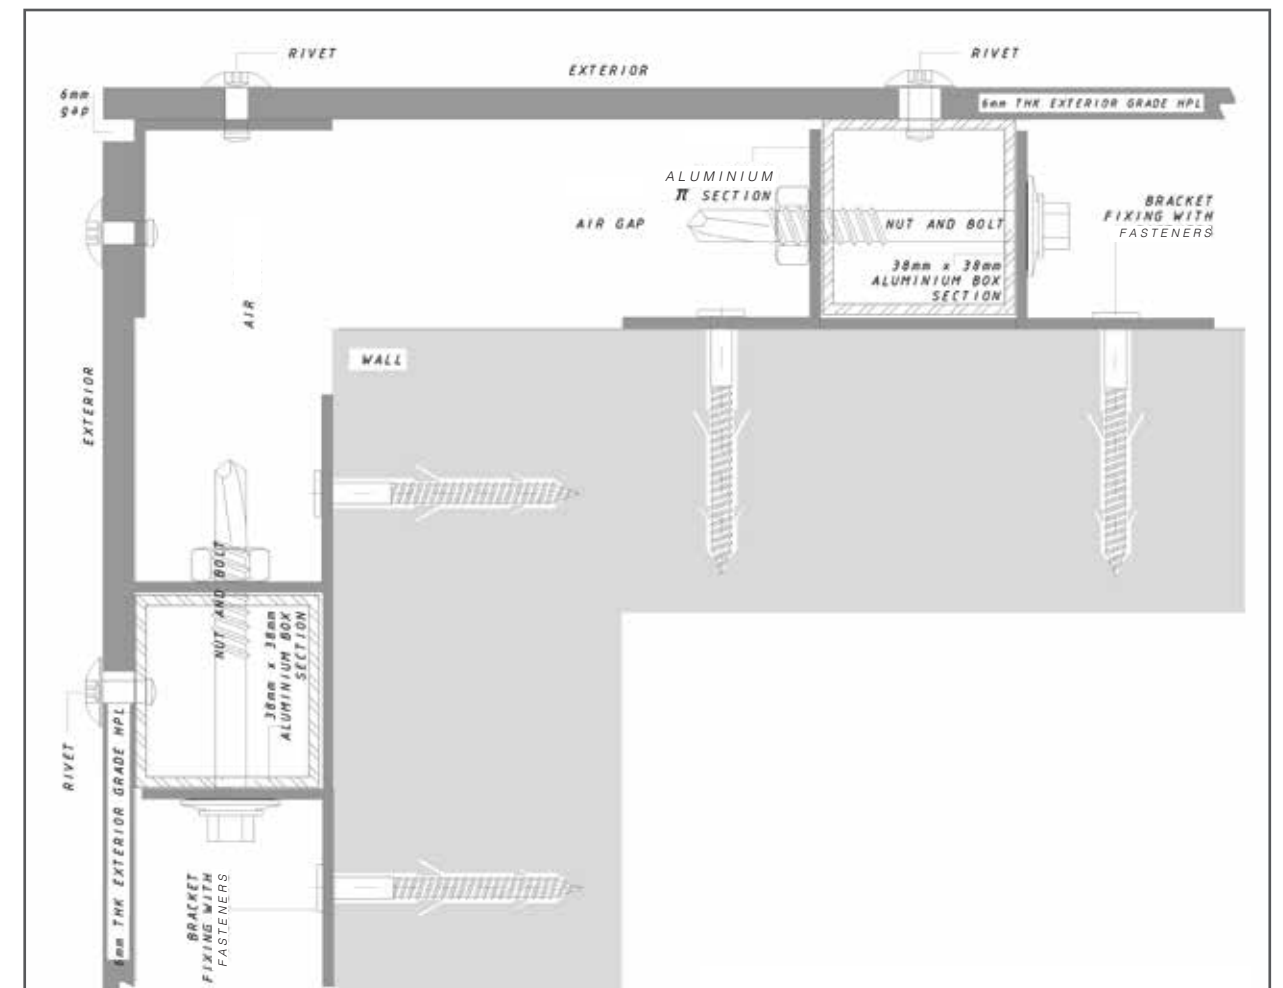 RIVET
EXTERIOR
RIVET
6mm
gap
6mm THK EXTERIOR GRADE HPL
ALUMINIUM
π SECTION
AIR GAP
NUT AND BOLT
BRACKET
FIXING WITH
FASTENERS
38mm x 38mm
ALUMINIUM BOX
SECTION
AIR
WALL
EXTERIOR
NUT AND BOLT
38mm x 38mm
ALUMINIUM BOX
SECTION
RIVET
6mm THK EXTERIOR GRADE HPL
BRACKET
FIXING WITH
FASTENERS